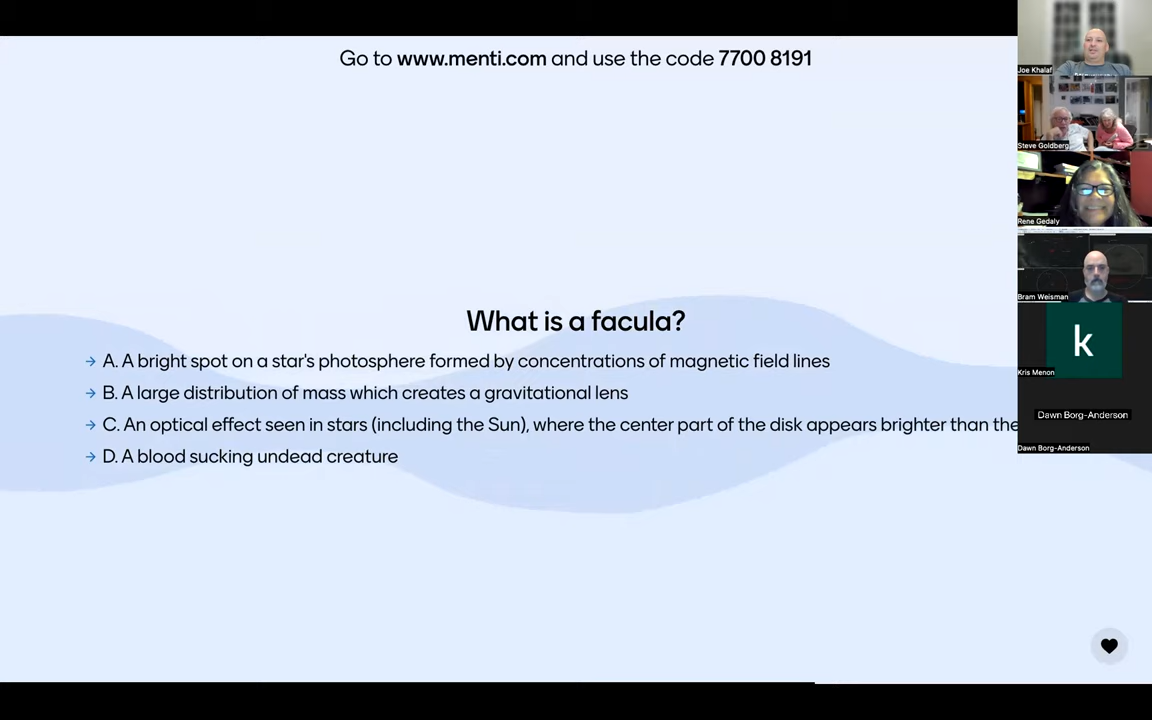 Go to www.menti.com and use the code 7700 8191
What is a facula?
→ A. A bright spot on a star's photosphere formed by concentrations of magnetic field lines
→ B. A large distribution of mass which creates a gravitational lens
→ C. An optical effect seen in stars (including the Sun), where the center part of the disk appears brighter than the
→ D. A blood sucking undead creature
Joe Khalaf
Steve Goldberg
Rene Gedaly
Bram Weisman
k
Kris Menon
Dawn Borg-Anderson
Dawn Borg-Anderson